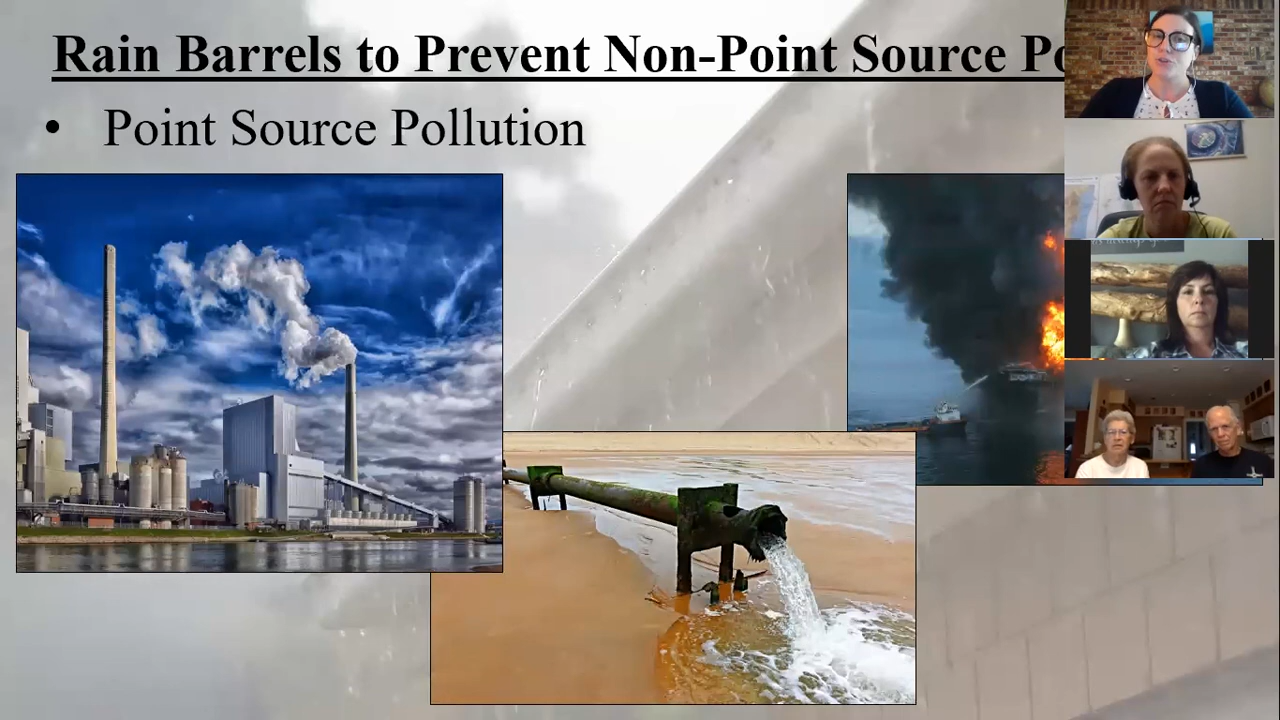 Rain Barrels to Prevent Non-Point Source Po
• Point Source Pollution